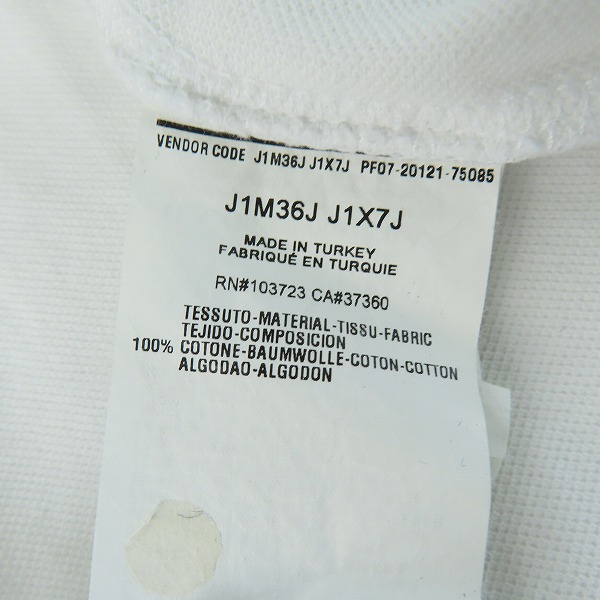 VENDOR CODE J1M36J J1X7J PF07-20121-75085
J1M36J J1X7J
MADE IN TURKEY
FABRIQUÉ EN TURQUIE
RN#103723 CA#37360
TESSUTO-MATERIAL-TISSU-FABRIC
TEJIDO-COMPOSICION
100% COTONE-BAUMWOLLE-COTON-COTTON
ALGODAO-ALGODON